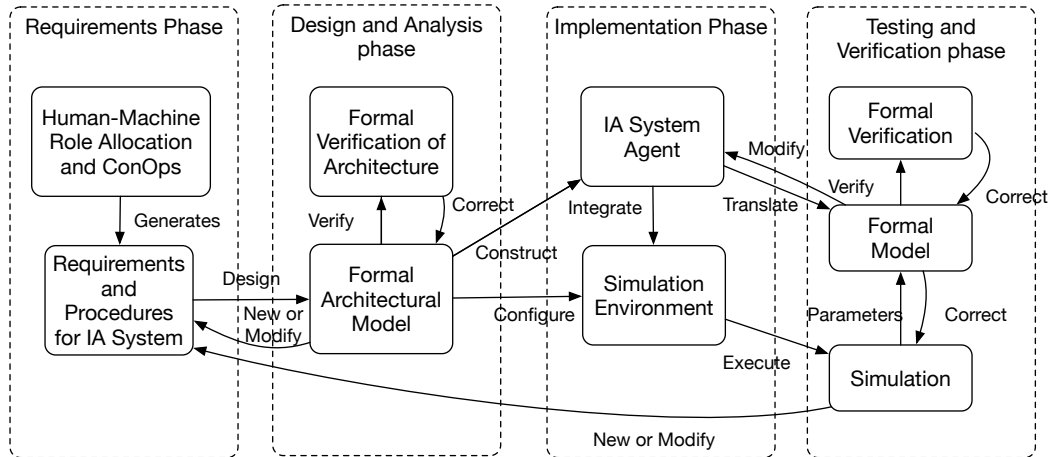 Requirements Phase
Human-Machine
Role Allocation
and ConOps
Generates
Requirements
and
Procedures
for IA System
Design
New or
Modify
Design and Analysis
phase
Formal
Verification of
Architecture
Verify
Correct
Formal
Architectural
Model
Construct
Configure
Implementation Phase
IA System
Agent
Integrate
Simulation
Environment
Modify
Translate
Execute
Testing and
Verification phase
Formal
Verification
Verify
Correct
Formal
Model
Parameters
Correct
Simulation
New or Modify